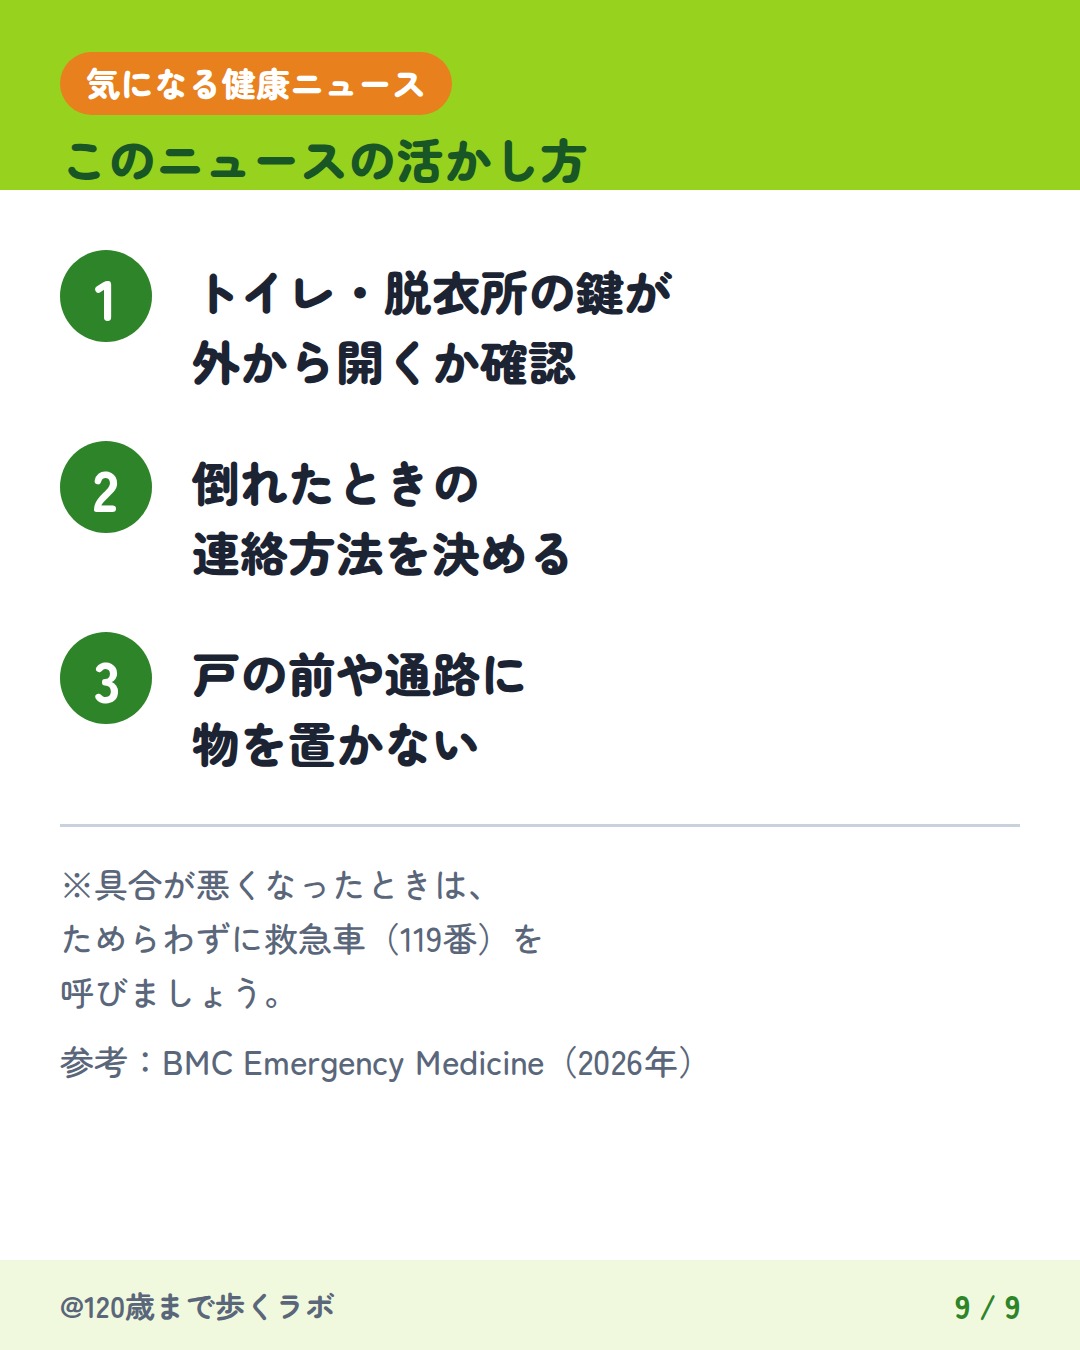 気になる健康ニュース
このニュースの活かし方
1
トイレ・脱衣所の鍵が
外から開くか確認
2
倒れたときの
連絡方法を決める
3
戸の前や通路に
物を置かない
※具合が悪くなったときは、
ためらわずに救急車（119番）を
呼びましょう。
参考：BMC Emergency Medicine（2026年）
@120歳まで歩くラボ
9 / 9